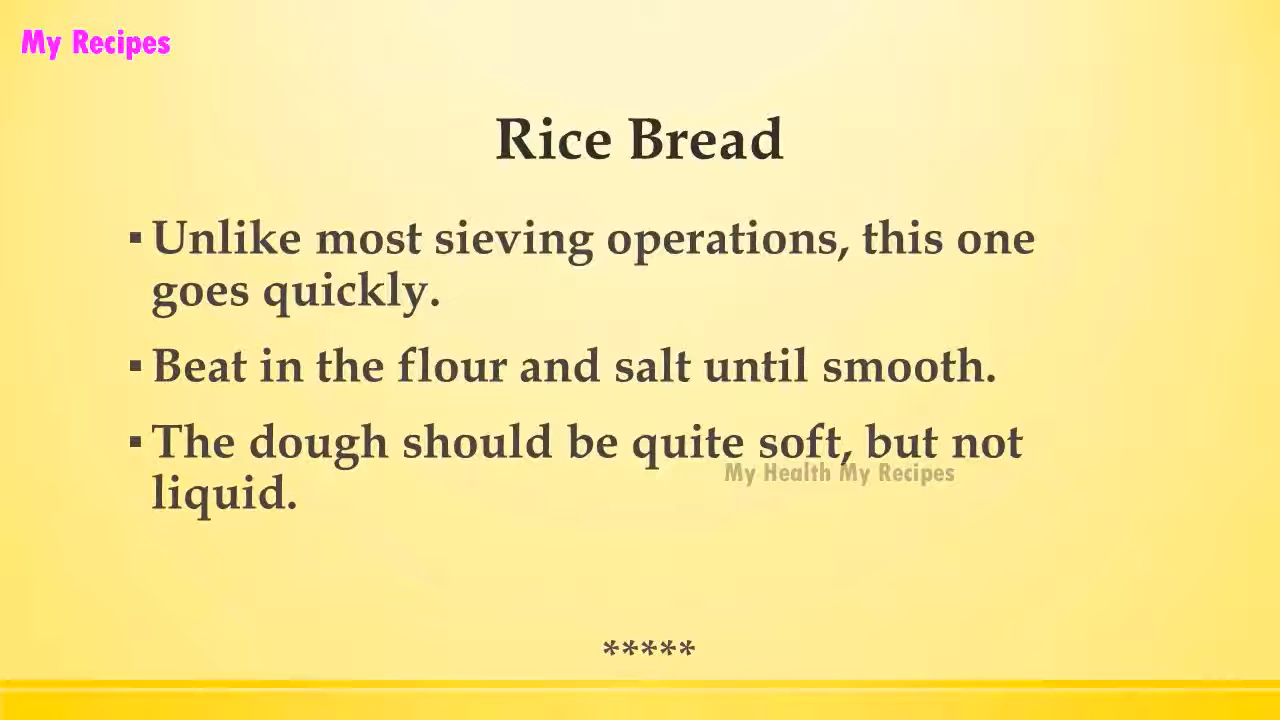 My Recipes
Rice Bread
▪ Unlike most sieving operations, this one
goes quickly.
▪ Beat in the flour and salt until smooth.
▪ The dough should be quite soft, but not
My Health My Recipes
liquid.
*****